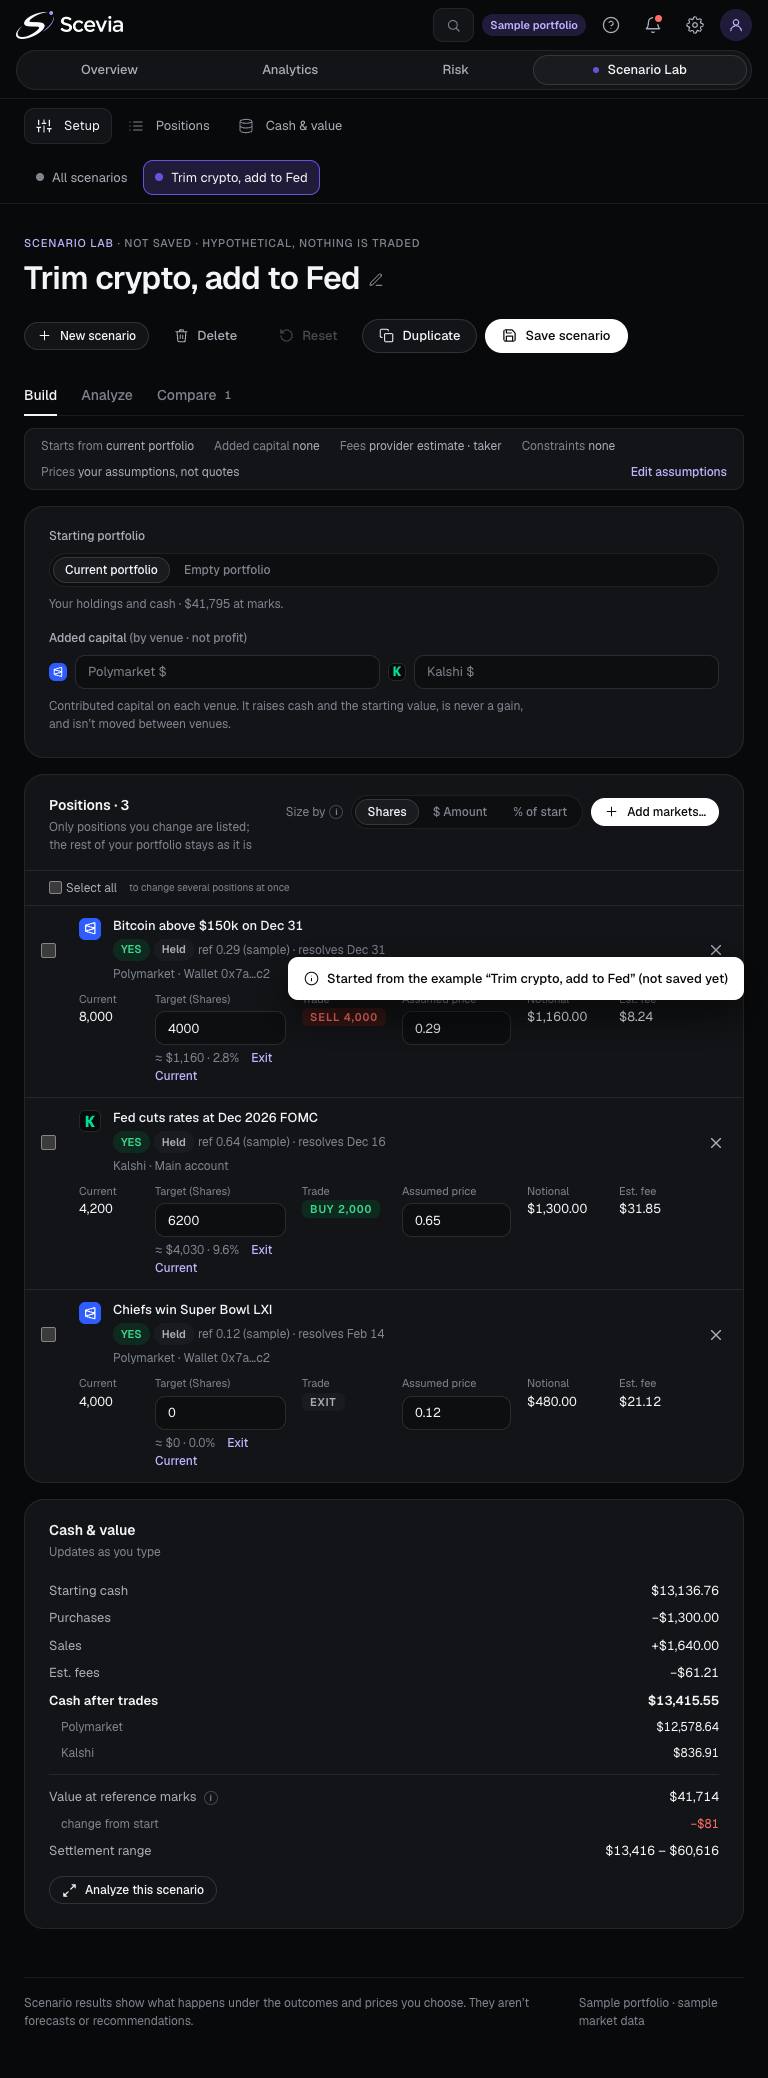 Scevia
Sample portfolio
Overview
Analytics
Risk
Scenario Lab
Setup
Positions
Cash & value
All scenarios
Trim crypto, add to Fed
SCENARIO LAB · NOT SAVED · HYPOTHETICAL, NOTHING IS TRADED
Trim crypto, add to Fed
New scenario
Delete
Reset
Duplicate
Save scenario
Build
Analyze
Compare 1
Starts from current portfolio
Added capital none
Fees provider estimate · taker
Constraints none
Prices your assumptions, not quotes
Edit assumptions
Starting portfolio
Current portfolio
Empty portfolio
Your holdings and cash · $41,795 at marks.
Added capital (by venue · not profit)
Polymarket $
K
Kalshi $
Contributed capital on each venue. It raises cash and the starting value, is never a gain,
and isn't moved between venues.
Positions · 3
Only positions you change are listed;
the rest of your portfolio stays as it is
Size by
Shares
$ Amount
% of start
Add markets…
Select all
to change several positions at once
Bitcoin above $150k on Dec 31
YES Held ref 0.29 (sample) · resolves Dec 31
Polymarket · Wallet 0x7a…c2
Started from the example “Trim crypto, add to Fed” (not saved yet)
Current
Target (Shares)
Trade
Assumed price
Notional
Est. fee
8,000
4000
SELL 4,000
0.29
$1,160.00
$8.24
≈ $1,160 · 2.8% Exit
Current
K
Fed cuts rates at Dec 2026 FOMC
YES Held ref 0.64 (sample) · resolves Dec 16
Kalshi · Main account
Current
Target (Shares)
Trade
Assumed price
Notional
Est. fee
4,200
6200
BUY 2,000
0.65
$1,300.00
$31.85
≈ $4,030 · 9.6% Exit
Current
Chiefs win Super Bowl LXI
YES Held ref 0.12 (sample) · resolves Feb 14
Polymarket · Wallet 0x7a…c2
Current
Target (Shares)
Trade
Assumed price
Notional
Est. fee
4,000
0
EXIT
0.12
$480.00
$21.12
≈ $0 · 0.0% Exit
Current
Cash & value
Updates as you type
Starting cash $13,136.76
Purchases −$1,300.00
Sales +$1,640.00
Est. fees −$61.21
Cash after trades $13,415.55
Polymarket $12,578.64
Kalshi $836.91
Value at reference marks $41,714
change from start −$81
Settlement range $13,416 – $60,616
Analyze this scenario
Scenario results show what happens under the outcomes and prices you choose. They aren't
forecasts or recommendations.
Sample portfolio · sample
market data